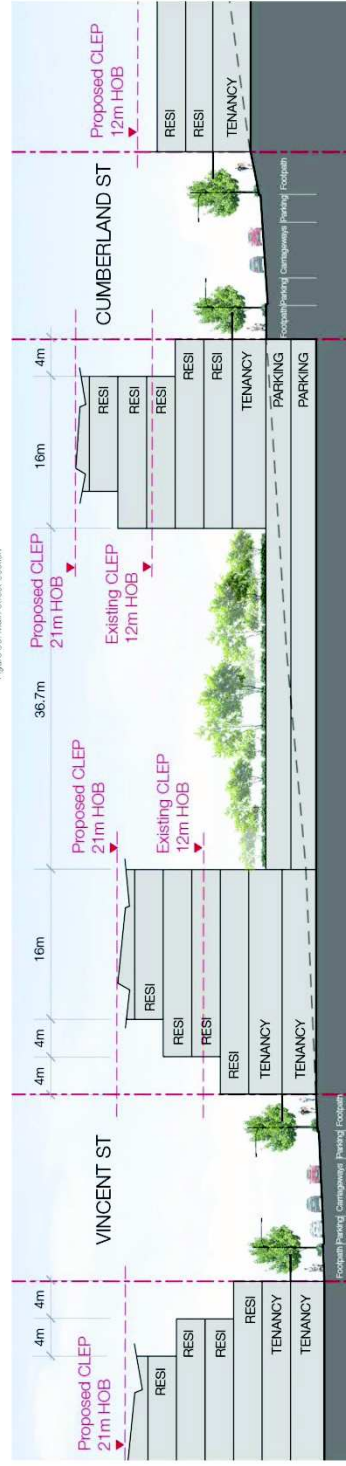 Proposed CLEP
21m HOB
4m
4m
RESI
RESI
RESI
TENANCY
TENANCY
VINCENT ST
Footpath Parking Carriageways Parking Footpath
4m
4m
16m
Proposed CLEP
21m HOB
Existing CLEP
12m HOB
RESI
RESI
RESI
RESI
TENANCY
TENANCY
36.7m
Proposed CLEP
21m HOB
Existing CLEP
12m HOB
16m
4m
RESI
RESI
RESI
RESI
RESI
TENANCY
PARKING
PARKING
CUMBERLAND ST
Footpath Parking Carriageways Parking Footpath
Proposed CLEP
12m HOB
RESI
RESI
TENANCY